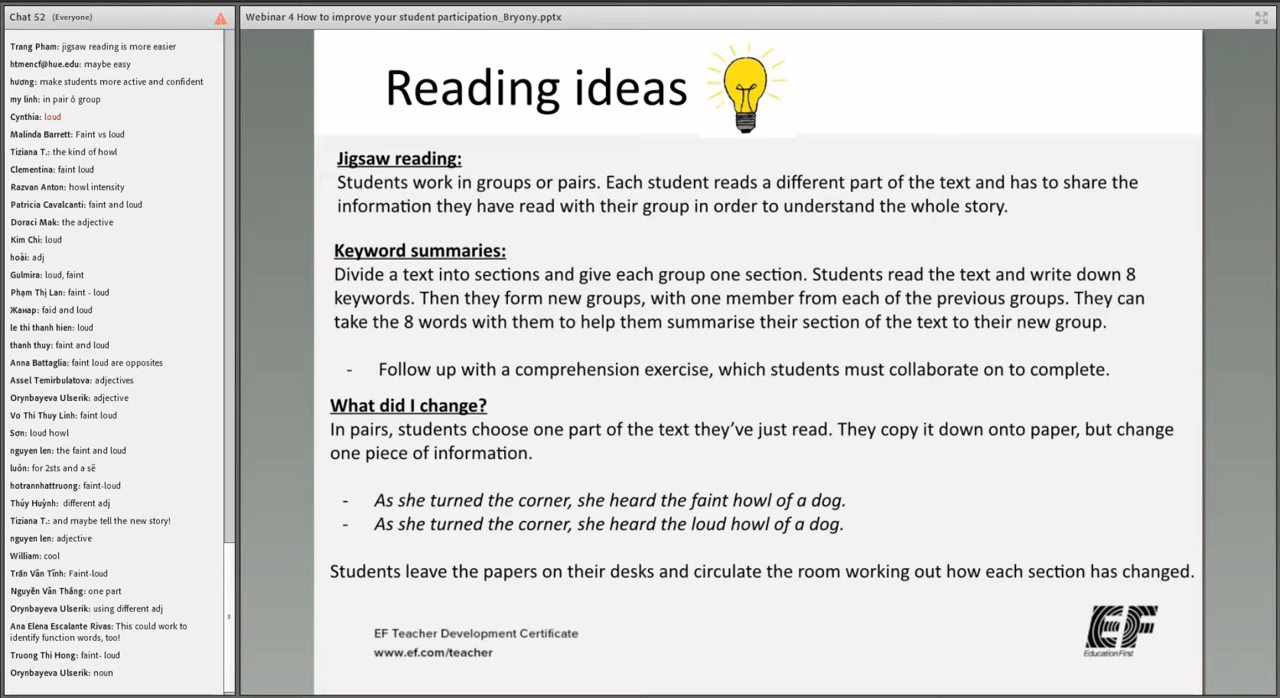 Chat 52 (Everyone)
Trang Pham: jigsaw reading is more easier
htmencf@hue.edu: maybe easy
hương: make students more active and confident
my linh: in pair ỏ group
Cynthia: loud
Malinda Barrett: Faint vs loud
Tiziana T.: the kind of howl
Clementina: faint loud
Razvan Anton: howl intensity
Patricia Cavalcanti: faint and loud
Doraci Mak: the adjective
Kim Chi: loud
hoài: adj
Gulmira: loud, faint
Phạm Thị Lan: faint - loud
Жанар: faid and loud
le thi thanh hien: loud
thanh thuy: faint and loud
Anna Battaglia: faint loud are opposites
Assel Temirbulatova: adjectives
Orynbayeva Ulserik: adjective
Vo Thi Thuy Linh: faint loud
Sơn: loud howl
nguyen len: the faint and loud
luôn: for 2sts and a sẽ
hotrannhattruong: faint-loud
Thúy Huỳnh: different adj
Tiziana T.: and maybe tell the new story!
nguyen len: adjective
William: cool
Trần Văn Tĩnh: Faint-loud
Nguyễn Văn Thắng: one part
Orynbayeva Ulserik: using different adj
Ana Elena Escalante Rivas: This could work to
identify function words, too!
Truong Thi Hong: faint- loud
Orynbayeva Ulserik: noun
Webinar 4 How to improve your student participation_Bryony.pptx
Reading ideas
Jigsaw reading:
Students work in groups or pairs. Each student reads a different part of the text and has to share the
information they have read with their group in order to understand the whole story.
Keyword summaries:
Divide a text into sections and give each group one section. Students read the text and write down 8
keywords. Then they form new groups, with one member from each of the previous groups. They can
take the 8 words with them to help them summarise their section of the text to their new group.
- Follow up with a comprehension exercise, which students must collaborate on to complete.
What did I change?
In pairs, students choose one part of the text they've just read. They copy it down onto paper, but change
one piece of information.
- As she turned the corner, she heard the faint howl of a dog.
- As she turned the corner, she heard the loud howl of a dog.
Students leave the papers on their desks and circulate the room working out how each section has changed.
EF Teacher Development Certificate
www.ef.com/teacher
EF
Education First